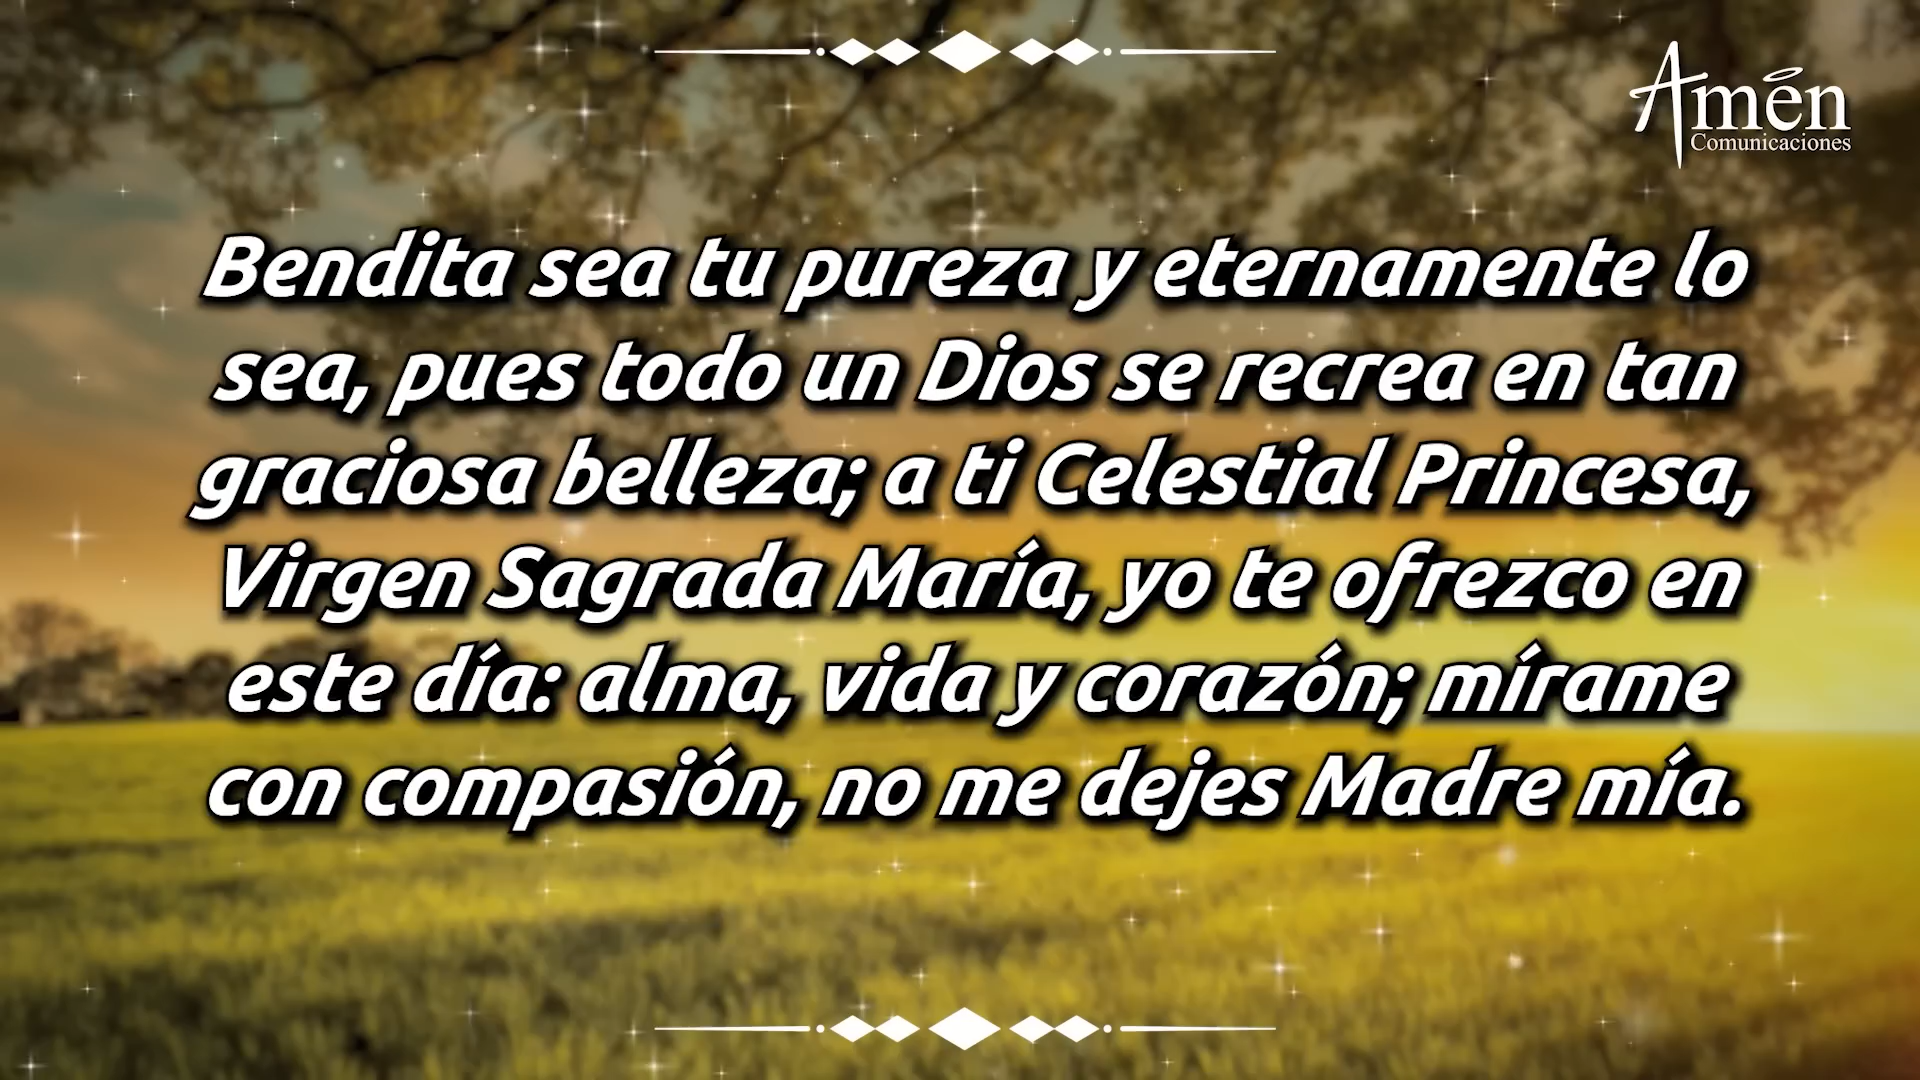 Amén
Comunicaciones
Bendita sea tu pureza y eternamente lo
sea, pues todo un Dios se recrea en tan
graciosa belleza; a ti Celestial Princesa,
Virgen Sagrada María, yo te ofrezco en
este día: alma, vida y corazón; mírame
con compasión, no me dejes Madre mía.